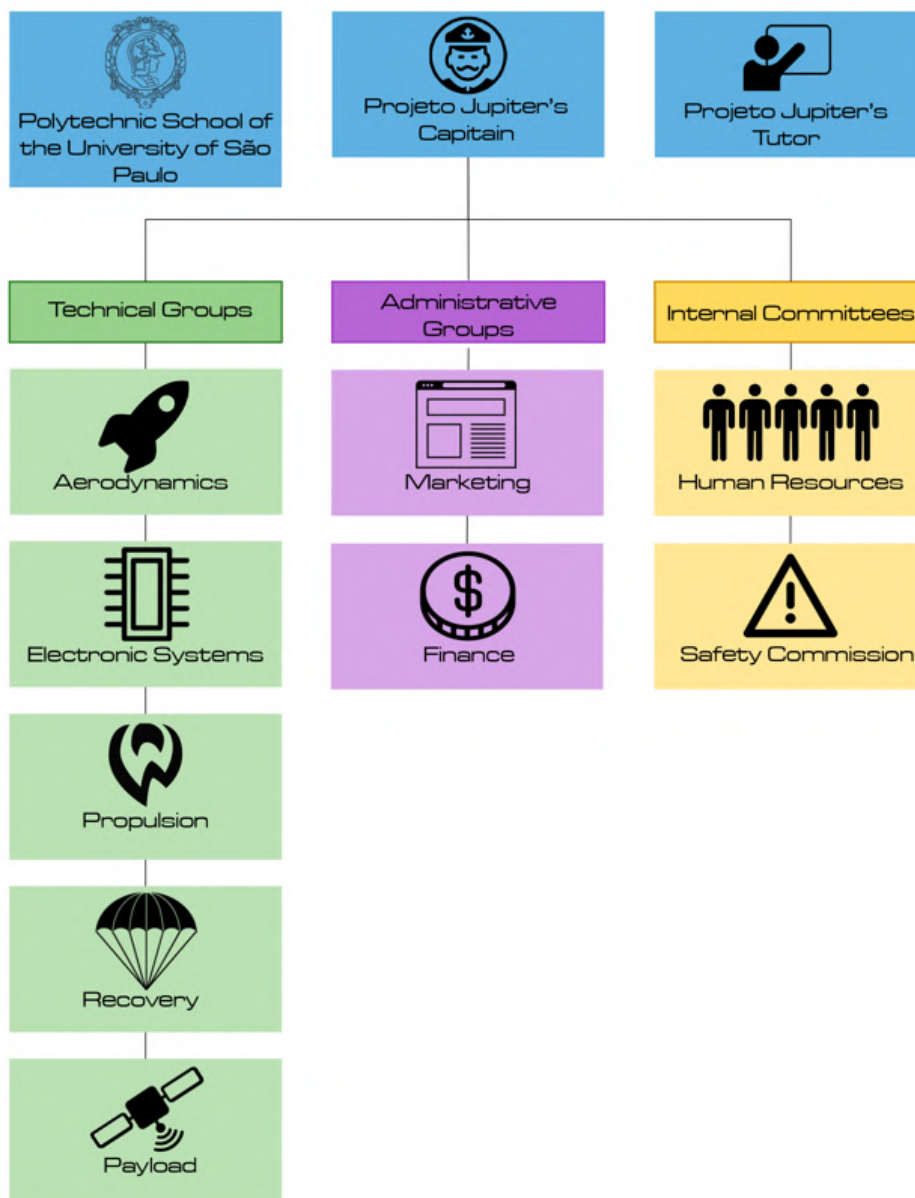 Polytechnic School of
the University of São
Paulo
Projeto Jupiter's
Capitain
Projeto Jupiter's
Tutor
Technical Groups
Administrative
Groups
Internal Committees
Aerodynamics
Marketing
Human Resources
Electronic Systems
Finance
Safety Commission
Propulsion
Recovery
Payload